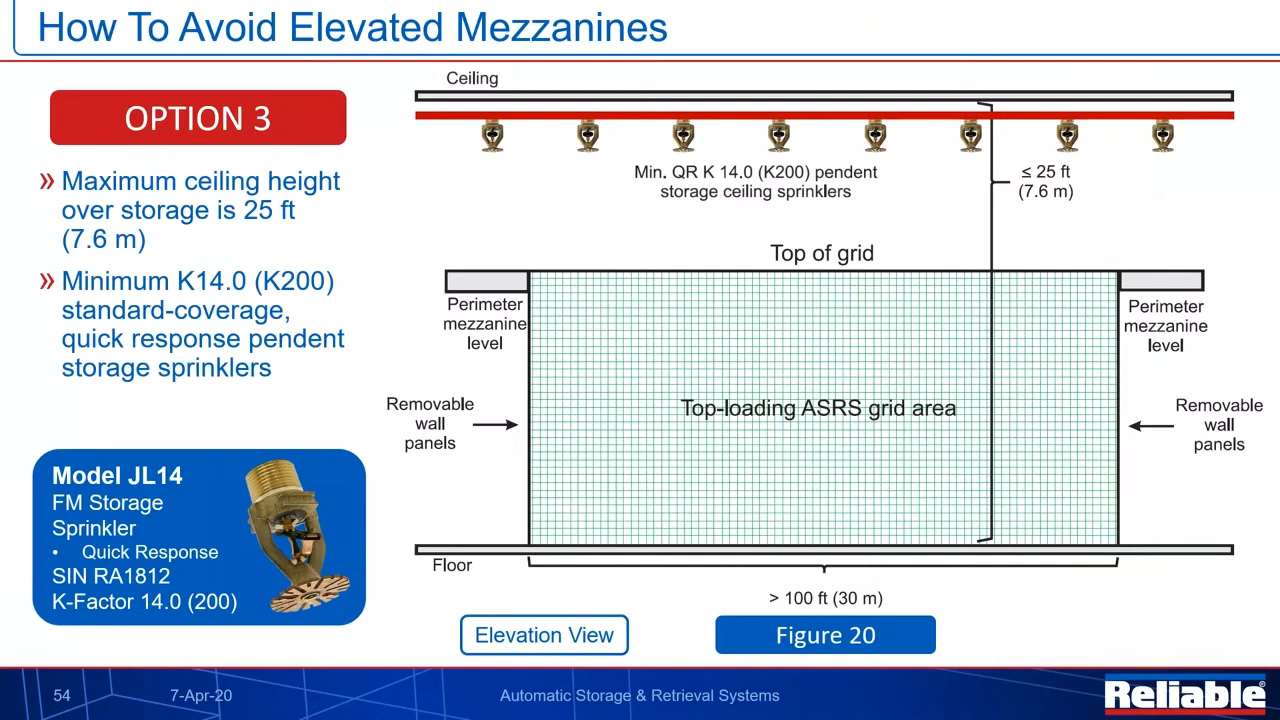 How To Avoid Elevated Mezzanines
OPTION 3
» Maximum ceiling height
over storage is 25 ft
(7.6 m)
» Minimum K14.0 (K200)
standard-coverage,
quick response pendent
storage sprinklers
Model JL14
FM Storage
Sprinkler
• Quick Response
SIN RA1812
K-Factor 14.0 (200)
Ceiling
Min. QR K 14.0 (K200) pendent
storage ceiling sprinklers
≤ 25 ft
(7.6 m)
Top of grid
Perimeter
mezzanine
level
Perimeter
mezzanine
level
Top-loading ASRS grid area
Removable
wall
panels
Removable
wall
panels
Floor
> 100 ft (30 m)
Elevation View
Figure 20
54
7-Apr-20
Automatic Storage & Retrieval Systems
Reliable®